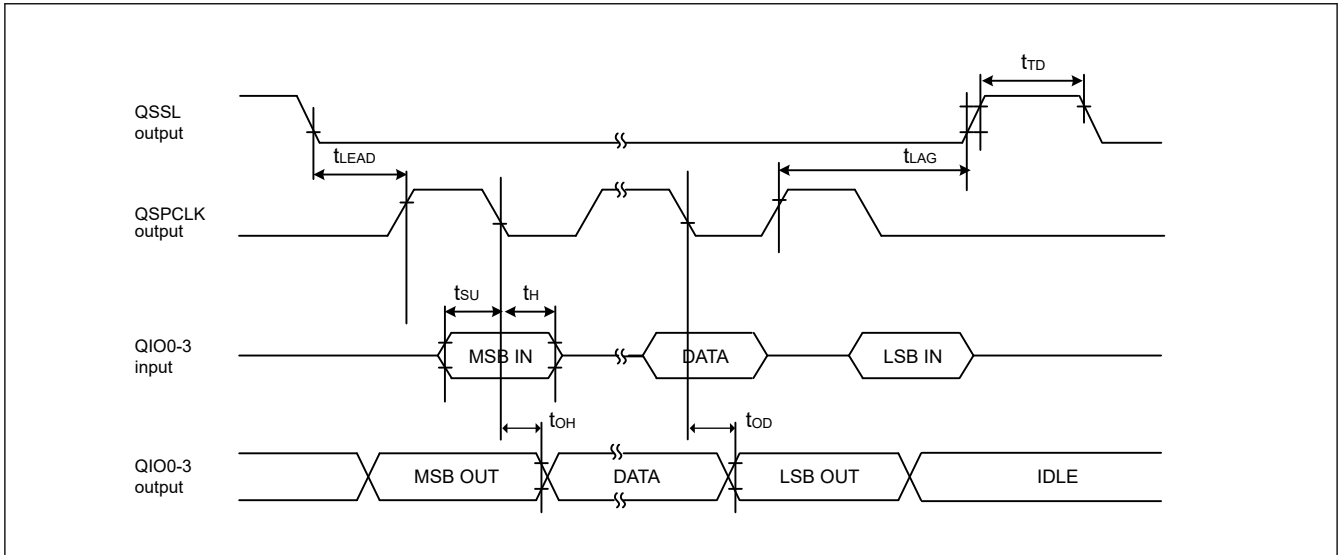 tTD
QSSL
output
tLEAD
tLAG
QSPCLK
output
tSU
tH
QIO0-3
input
MSB IN
DATA
LSB IN
tOH
tOD
QIO0-3
output
MSB OUT
DATA
LSB OUT
IDLE